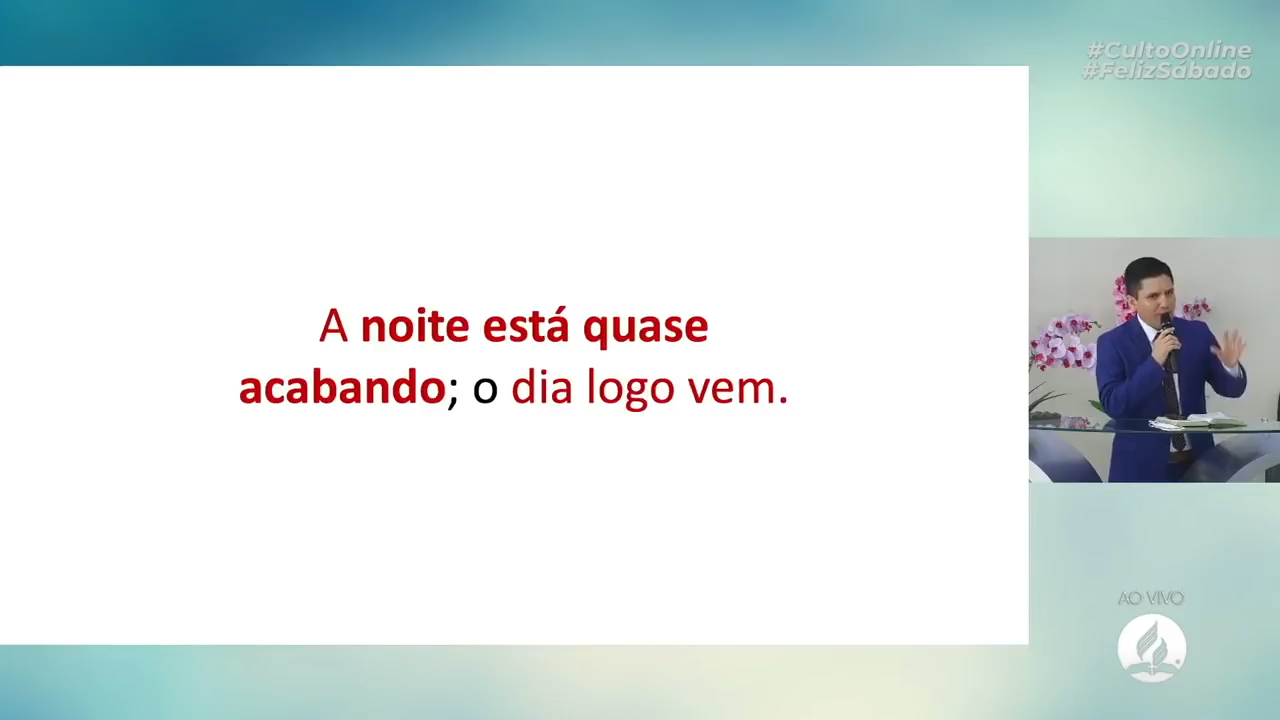 #CultoOnline
#FelizSábado
A noite está quase
acabando; o dia logo vem.
AO VIVO